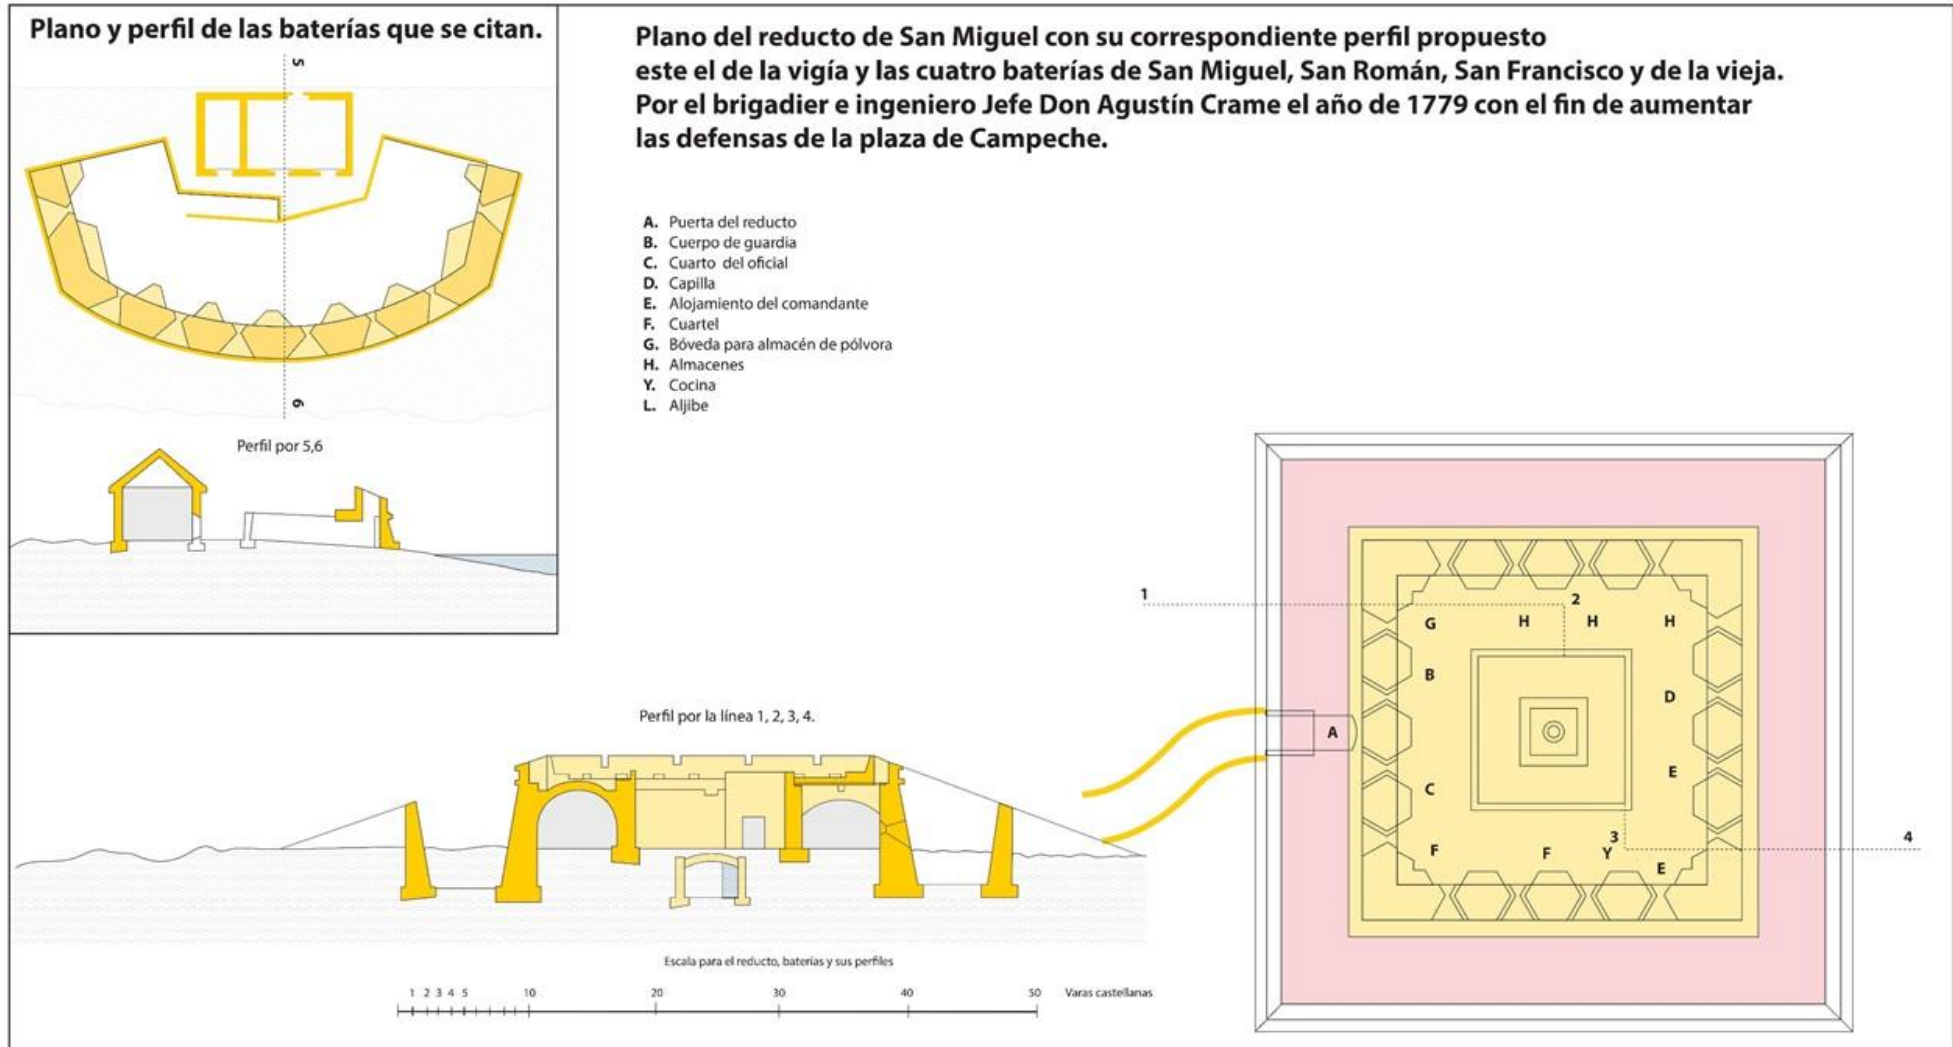 Plano y perfil de las baterías que se citan.
5
6
Perfil por 5,6
Plano del reducto de San Miguel con su correspondiente perfil propuesto
este el de la vigía y las cuatro baterías de San Miguel, San Román, San Francisco y de la vieja.
Por el brigadier e ingeniero Jefe Don Agustín Crame el año de 1779 con el fin de aumentar
las defensas de la plaza de Campeche.
A. Puerta del reducto
B. Cuerpo de guardia
C. Cuarto del oficial
D. Capilla
E. Alojamiento del comandante
F. Cuartel
G. Bóveda para almacén de pólvora
H. Almacenes
Y. Cocina
L. Aljibe
1
2
G H H H
B
D
A
E
C
3
4
F F Y
E
Perfil por la línea 1, 2, 3, 4.
Escala para el reducto, baterías y sus perfiles
1 2 3 4 5 10 20 30 40 50 Varas castellanas